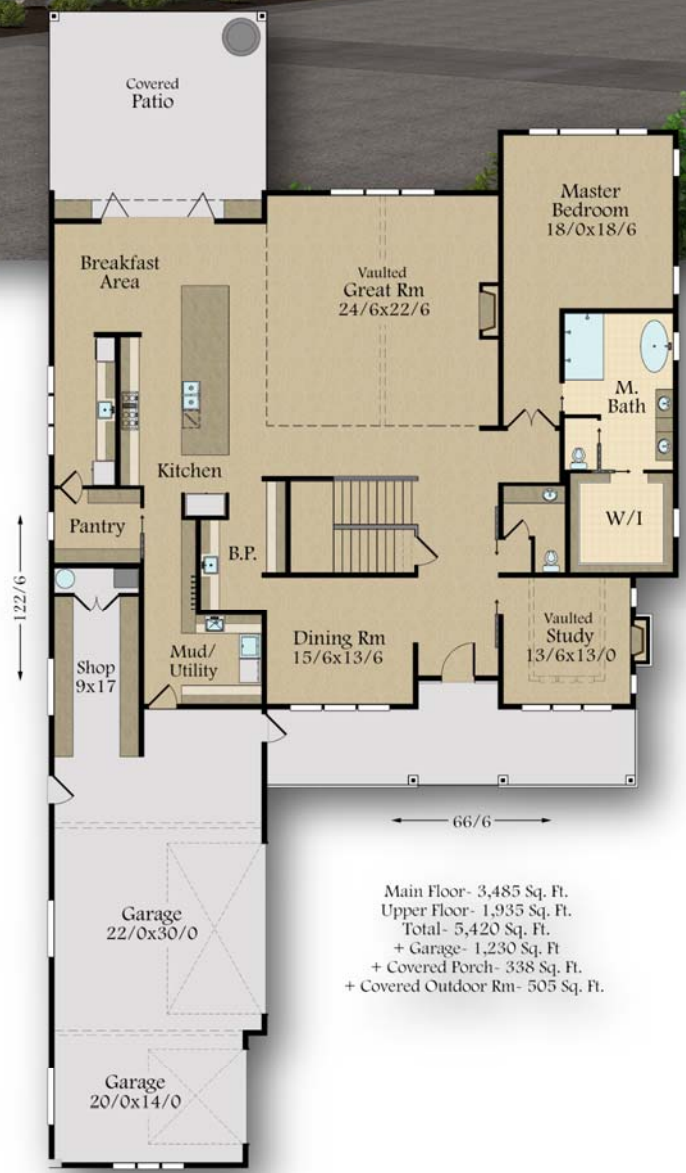 Covered
Patio
Master
Bedroom
18/0x18/6
Breakfast
Area
Vaulted
Great Rm
24/6x22/6
M.
Bath
Kitchen
Pantry
B.P.
W/I
122/6
Shop
9x17
Mud/
Utility
Dining Rm
15/6x13/6
Vaulted
Study
13/6x13/0
66/6
Garage
22/0x30/0
Main Floor- 3,485 Sq. Ft.
Upper Floor- 1,935 Sq. Ft.
Total- 5,420 Sq. Ft.
+ Garage- 1,230 Sq. Ft
+ Covered Porch- 338 Sq. Ft.
+ Covered Outdoor Rm- 505 Sq. Ft.
Garage
20/0x14/0